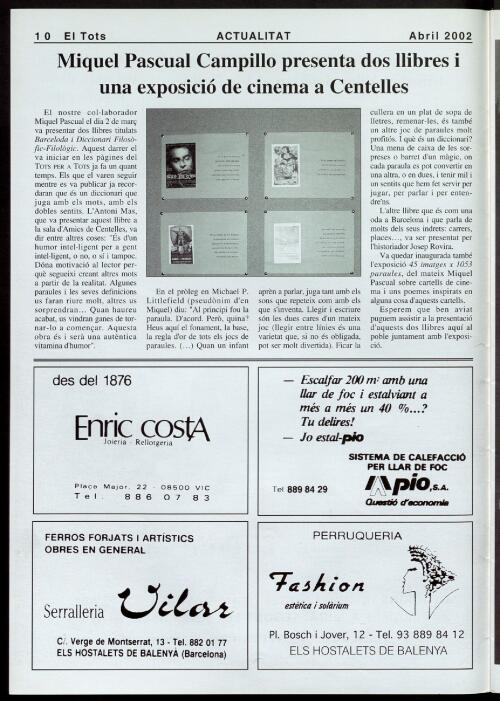 10 El Tots
ACTUALITAT
Abril 2002
Miquel Pascual Campillo presenta dos llibres i
una exposició de cinema a Centelles
El nostre col·laborador
Miquel Pascual el dia 2 de març
va presentar dos llibres titulats
Barceloda i Diccionari Filosò-
fic-Filològic. Aquest darrer el
va iniciar en les pàgines del
TOTS PER A TOTS ja fa un quant
temps. Els que el varen seguir
mentre es va publicar ja recor-
daran que és un diccionari que
juga amb els mots, amb els
dobles sentits. L'Antoni Mas,
que va presentar aquest llibre a
la sala d'Amics de Centelles, va
dir entre altres coses: "És d'un
humor intel·ligent per a gent
intel·ligent, o no, o sí i tampoc.
Dóna motivació al lector per-
què segueixi creant altres mots
a partir de la realitat. Algunes
paraules i les seves definicions
us faran riure molt, altres us
sorprendran... Quan haureu
acabat, us vindran ganes de tor-
nar-lo a començar. Aquesta
obra és i serà una autèntica
vitamina d'humor".
En el pròleg en Michael P.
Littlefield (pseudònim d'en
Miquel) diu: "Al principi fou la
paraula. D'acord. Però, quina?
Heus aquí el fonament, la base,
la regla d'or de tots els jocs de
paraules. (...) Quan un infant
aprèn a parlar, juga tant amb els
sons que repeteix com amb els
que s'inventa. Llegir i escriure
són les dues cares d'un mateix
joc (llegir entre línies és una
varietat que, si no és obligada,
pot ser molt divertida). Ficar la
cullera en un plat de sopa de
lletres, remenar-les, és també
un altre joc de paraules molt
profitós. I què és un diccionari?
Una mena de caixa de les sor-
preses o barret d'un màgic, on
cada paraula es pot convertir en
una altra, o en dues, i tenir mil i
un sentits que hem fet servir per
jugar, per parlar i per enten-
dre'ns.
L'altre llibre que és com una
oda a Barcelona i que parla de
molts dels seus indrets: carrers,
places..., va ser presentat per
l'historiador Josep Rovira.
Va quedar inaugurada també
l'exposició 45 imatges x 1053
paraules, del mateix Miquel
Pascual sobre cartells de cine-
ma i uns poemes inspirats en
alguna cosa d'aquests cartells.
Esperem que ben aviat
puguem assistir a la presentació
d'aquests dos llibres aquí al
poble juntament amb l'exposi-
ció.
des del 1876
Enric costA
Joieria - Rellotgeria
Place Major, 22 - 08500 VIC
Tel. 886 07 83
— Escalfar 200 m² amb una
llar de foc i estalviant a
més a més un 40 %...?
Tu delires!
— Jo estal-pio
SISTEMA DE CALEFACCIÓ
PER LLAR DE FOC
Tel 889 84 29
pio, S.A.
Questió d'economia
FERROS FORJATS I ARTÍSTICS
OBRES EN GENERAL
Serralleria Vilar
C/. Verge de Montserrat, 13 - Tel. 882 01 77
ELS HOSTALETS DE BALENYÀ (Barcelona)
PERRUQUERIA
Fashion
estètica i solàrium
Pl. Bosch i Jover, 12 - Tel. 93 889 84 12
ELS HOSTALETS DE BALENYA